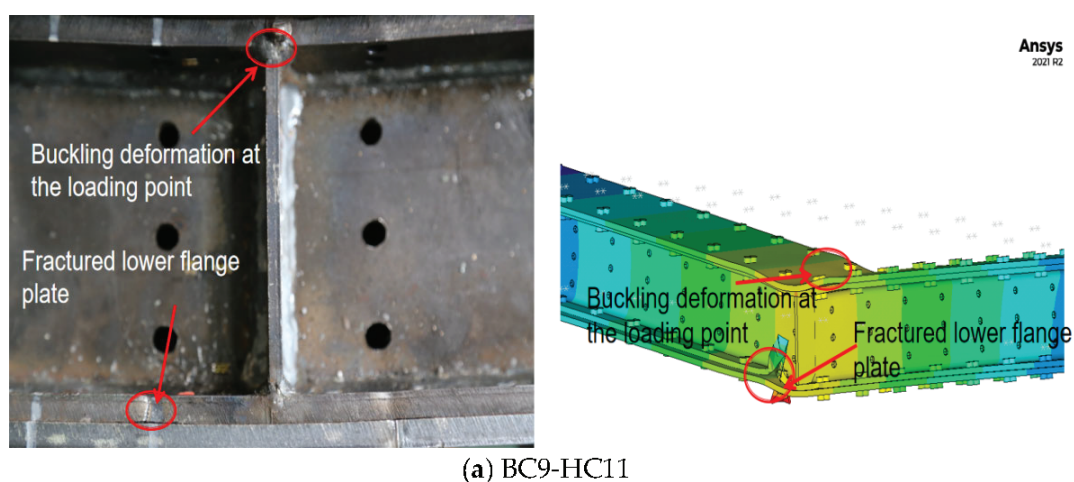 Ansys
2021 R2
Buckling deformation at
the loading point
Fractured lower flange
plate
Buckling deformation at
the loading point
Fractured lower flange
plate
(a) BC9-HC11